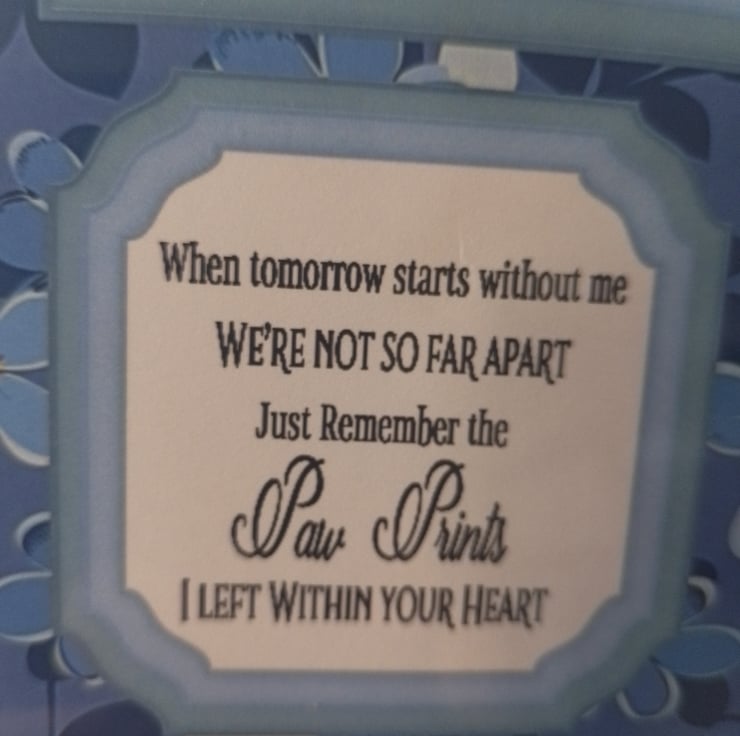 When tomorrow starts without me
WE'RE NOT SO FAR APART
Just Remember the
Paw Prints
I LEFT WITHIN YOUR HEART